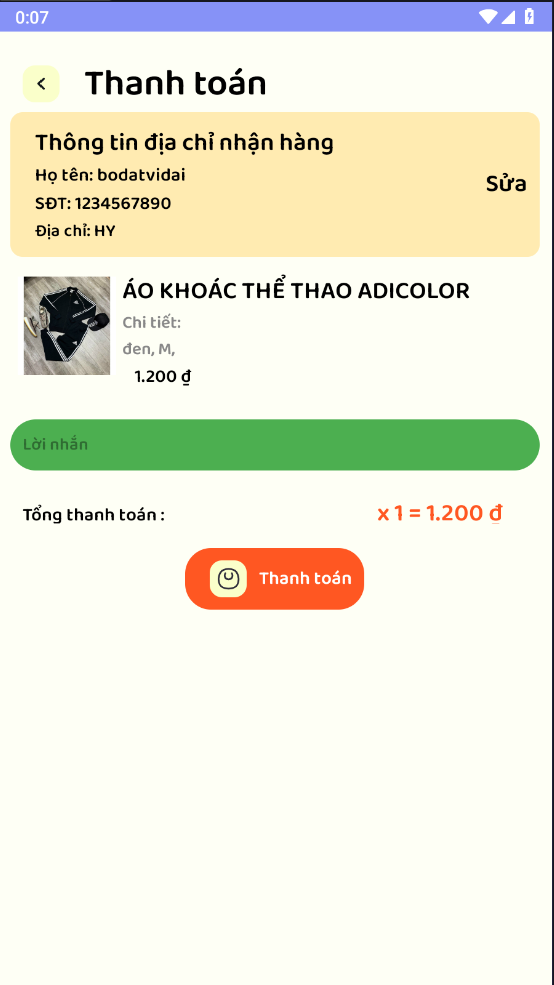 0:07
Thanh toán
Thông tin địa chỉ nhận hàng
Họ tên: bodatvidai
SĐT: 1234567890
Địa chỉ: HY
Sửa
ÁO KHOÁC THỂ THAO ADICOLOR
Chi tiết:
đen, M,
1.200 ₫
Lời nhắn
Tổng thanh toán :
x 1 = 1.200 ₫
Thanh toán